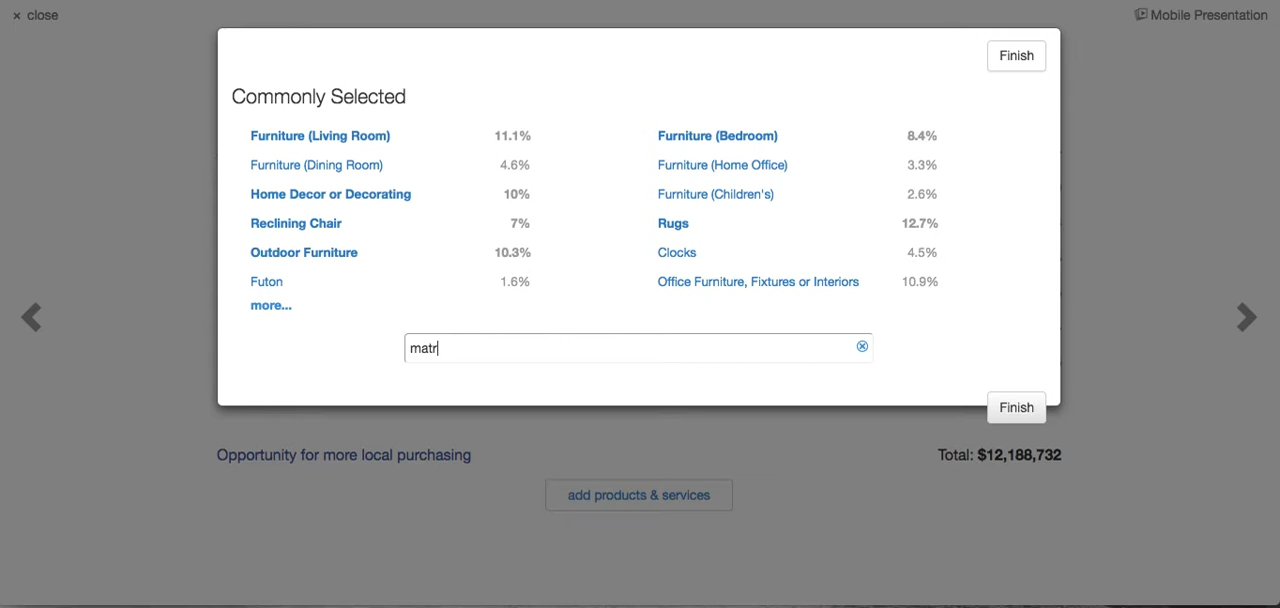 × close
Mobile Presentation
Finish
Commonly Selected
Furniture (Living Room) 11.1% Furniture (Bedroom) 8.4%
Furniture (Dining Room) 4.6% Furniture (Home Office) 3.3%
Home Decor or Decorating 10% Furniture (Children's) 2.6%
Reclining Chair 7% Rugs 12.7%
Outdoor Furniture 10.3% Clocks 4.5%
Futon 1.6% Office Furniture, Fixtures or Interiors 10.9%
more...
matr
Finish
Opportunity for more local purchasing Total: $12,188,732
add products & services